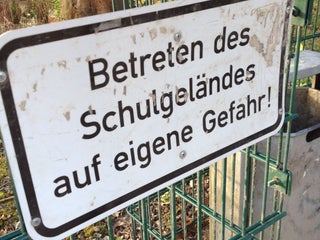 Betreten des
Schulgeländes
auf eigene Gefahr!